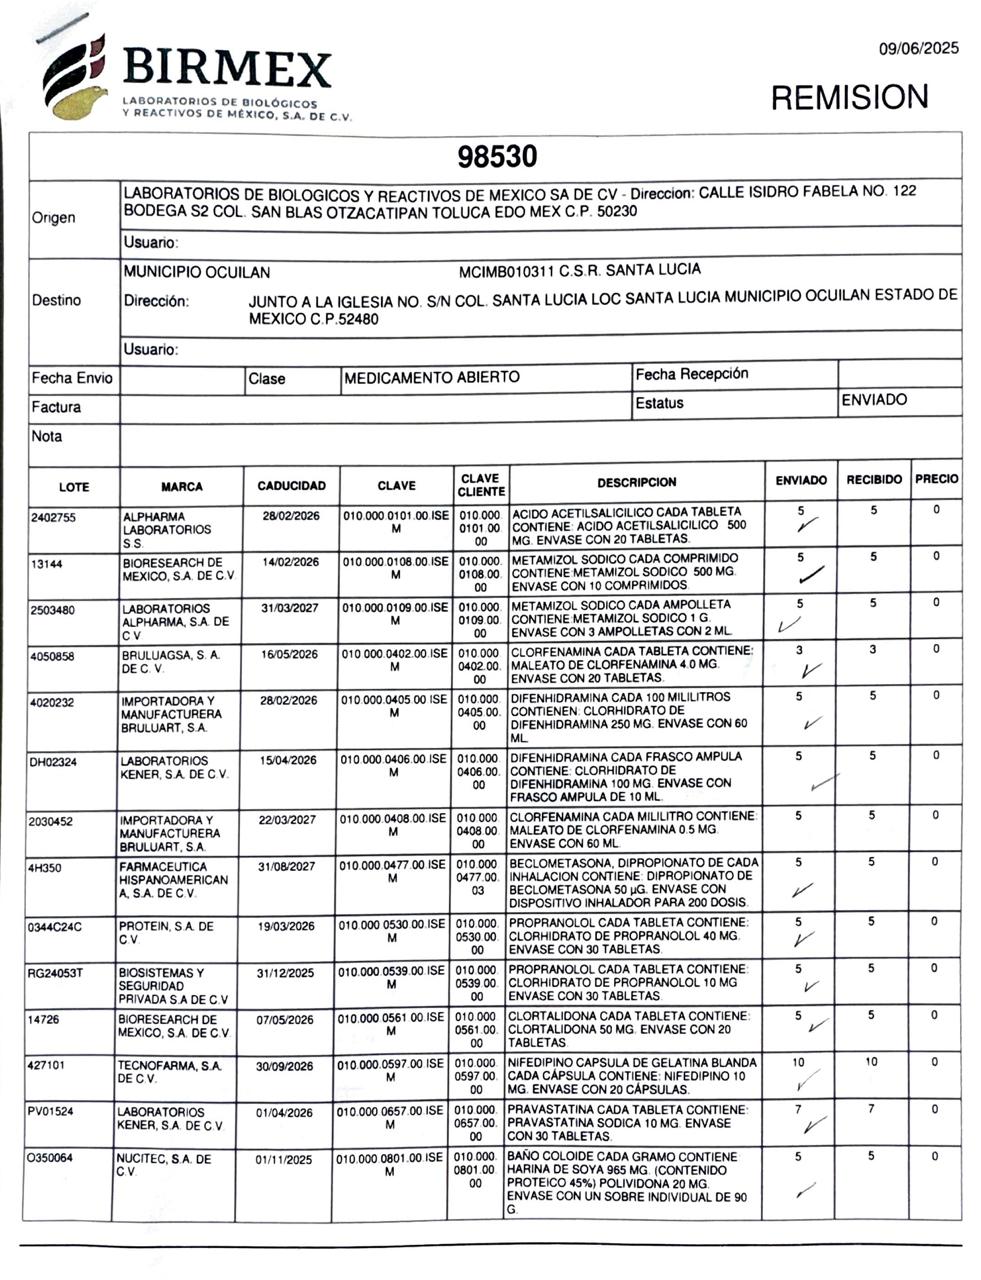 BIRMEX
LABORATORIOS DE BIOLÓGICOS
Y REACTIVOS DE MÉXICO, S.A. DE C.V.
09/06/2025
REMISION
98530
Origen
LABORATORIOS DE BIOLOGICOS Y REACTIVOS DE MEXICO SA DE CV - Direccion: CALLE ISIDRO FABELA NO. 122
BODEGA S2 COL. SAN BLAS OTZACATIPAN TOLUCA EDO MEX C.P. 50230
Usuario:
Destino
MUNICIPIO OCUILAN MCIMB010311 C.S.R. SANTA LUCIA
Dirección: JUNTO A LA IGLESIA NO. S/N COL. SANTA LUCIA LOC SANTA LUCIA MUNICIPIO OCUILAN ESTADO DE
MEXICO C.P.52480
Usuario:
Fecha Envio Clase MEDICAMENTO ABIERTO Fecha Recepción
Factura Estatus ENVIADO
Nota
LOTE MARCA CADUCIDAD CLAVE CLAVE CLIENTE DESCRIPCION ENVIADO RECIBIDO PRECIO
2402755 ALPHARMA 28/02/2026 010.000.0101.00.ISE 010.000. ACIDO ACETILSALICILICO CADA TABLETA 5 5 0
LABORATORIOS M 0101.00. CONTIENE: ACIDO ACETILSALICILICO 500
S.S. 00 MG. ENVASE CON 20 TABLETAS.
13144 BIORESEARCH DE 14/02/2026 010.000.0108.00.ISE 010.000. METAMIZOL SODICO CADA COMPRIMIDO 5 5 0
MEXICO, S.A. DE C.V. M 0108.00. CONTIENE:METAMIZOL SODICO 500 MG.
00 ENVASE CON 10 COMPRIMIDOS.
2503480 LABORATORIOS 31/03/2027 010.000.0109.00.ISE 010.000. METAMIZOL SODICO CADA AMPOLLETA 5 5 0
ALPHARMA, S.A. DE M 0109.00. CONTIENE:METAMIZOL SODICO 1 G.
C.V. 00 ENVASE CON 3 AMPOLLETAS CON 2 ML.
4050858 BRULUAGSA, S. A. 16/05/2026 010.000.0402.00.ISE 010.000. CLORFENAMINA CADA TABLETA CONTIENE: 3 3 0
DE C. V. M 0402.00. MALEATO DE CLORFENAMINA 4.0 MG.
00 ENVASE CON 20 TABLETAS.
4020232 IMPORTADORA Y 28/02/2026 010.000.0405.00.ISE 010.000. DIFENHIDRAMINA CADA 100 MILILITROS 5 5 0
MANUFACTURERA M 0405.00. CONTIENEN: CLORHIDRATO DE
BRULUART, S.A. 00 DIFENHIDRAMINA 250 MG. ENVASE CON 60
ML.
DH02324 LABORATORIOS 15/04/2026 010.000.0406.00.ISE 010.000. DIFENHIDRAMINA CADA FRASCO AMPULA 5 5 0
KENER, S.A. DE C.V. M 0406.00. CONTIENE: CLORHIDRATO DE
00 DIFENHIDRAMINA 100 MG. ENVASE CON
FRASCO AMPULA DE 10 ML.
2030452 IMPORTADORA Y 22/03/2027 010.000.0408.00.ISE 010.000. CLORFENAMINA CADA MILILITRO CONTIENE: 5 5 0
MANUFACTURERA M 0408.00. MALEATO DE CLORFENAMINA 0.5 MG.
BRULUART, S.A. 00 ENVASE CON 60 ML.
4H350 FARMACEUTICA 31/08/2027 010.000.0477.00.ISE 010.000. BECLOMETASONA, DIPROPIONATO DE CADA 5 5 0
HISPANOAMERICAN M 0477.00. INHALACION CONTIENE: DIPROPIONATO DE
A, S.A. DE C.V. 03 BECLOMETASONA 50 µG. ENVASE CON
DISPOSITIVO INHALADOR PARA 200 DOSIS.
0344C24C PROTEIN, S.A. DE 19/03/2026 010.000.0530.00.ISE 010.000. PROPRANOLOL CADA TABLETA CONTIENE: 5 5 0
C.V. M 0530.00. CLORHIDRATO DE PROPRANOLOL 40 MG.
00 ENVASE CON 30 TABLETAS.
RG24053T BIOSISTEMAS Y 31/12/2025 010.000.0539.00.ISE 010.000. PROPRANOLOL CADA TABLETA CONTIENE: 5 5 0
SEGURIDAD M 0539.00. CLORHIDRATO DE PROPRANOLOL 10 MG
PRIVADA S.A DE C.V 00 ENVASE CON 30 TABLETAS.
14726 BIORESEARCH DE 07/05/2026 010.000.0561.00.ISE 010.000. CLORTALIDONA CADA TABLETA CONTIENE: 5 5 0
MEXICO, S.A. DE C.V. M 0561.00. CLORTALIDONA 50 MG. ENVASE CON 20
00 TABLETAS.
427101 TECNOFARMA, S.A. 30/09/2026 010.000.0597.00.ISE 010.000. NIFEDIPINO CAPSULA DE GELATINA BLANDA 10 10 0
DE C.V. M 0597.00. CADA CÁPSULA CONTIENE: NIFEDIPINO 10
00 MG. ENVASE CON 20 CÁPSULAS.
PV01524 LABORATORIOS 01/04/2026 010.000.0657.00.ISE 010.000. PRAVASTATINA CADA TABLETA CONTIENE: 7 7 0
KENER, S.A. DE C.V. M 0657.00. PRAVASTATINA SODICA 10 MG. ENVASE
00 CON 30 TABLETAS.
O350064 NUCITEC, S.A. DE 01/11/2025 010.000.0801.00.ISE 010.000. BAÑO COLOIDE CADA GRAMO CONTIENE 5 5 0
C.V. M 0801.00. HARINA DE SOYA 965 MG. (CONTENIDO
00 PROTEICO 45%) POLIVIDONA 20 MG.
ENVASE CON UN SOBRE INDIVIDUAL DE 90
G.